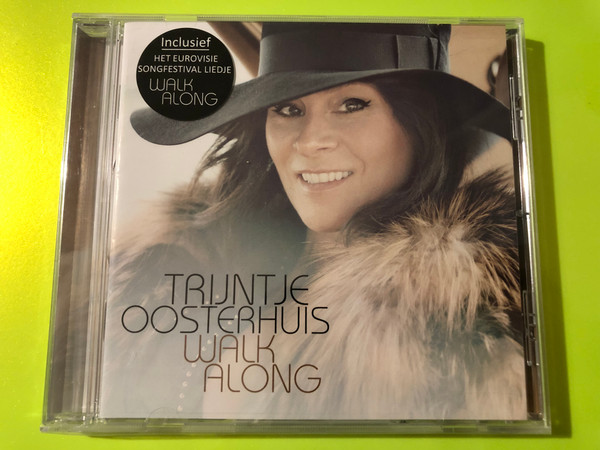 Inclusief
HET EUROVISIE
SONGFESTIVAL LIEDJE
WALK
ALONG
TRIJNTJE
OOSTERHUIS
WALK
ALONG